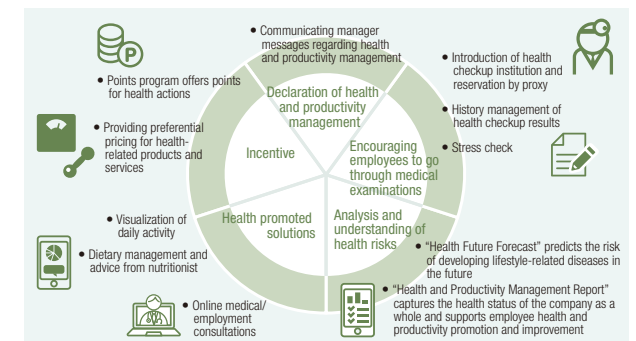 • Communicating manager
messages regarding health
and productivity management
P
• Points program offers points
for health actions
• Introduction of health
checkup institution and
reservation by proxy
• History management of
health checkup results
• Stress check
Declaration of health
and productivity
management
• Providing preferential
pricing for health-
related products and
services
Incentive
Encouraging
employees to go
through medical
examinations
Health promoted
solutions
Analysis and
understanding of
health risks
• Visualization of
daily activity
• Dietary management and
advice from nutritionist
• "Health Future Forecast" predicts the risk
of developing lifestyle-related diseases in
the future
• Online medical/
employment
consultations
• "Health and Productivity Management Report"
captures the health status of the company as a
whole and supports employee health and
productivity promotion and improvement